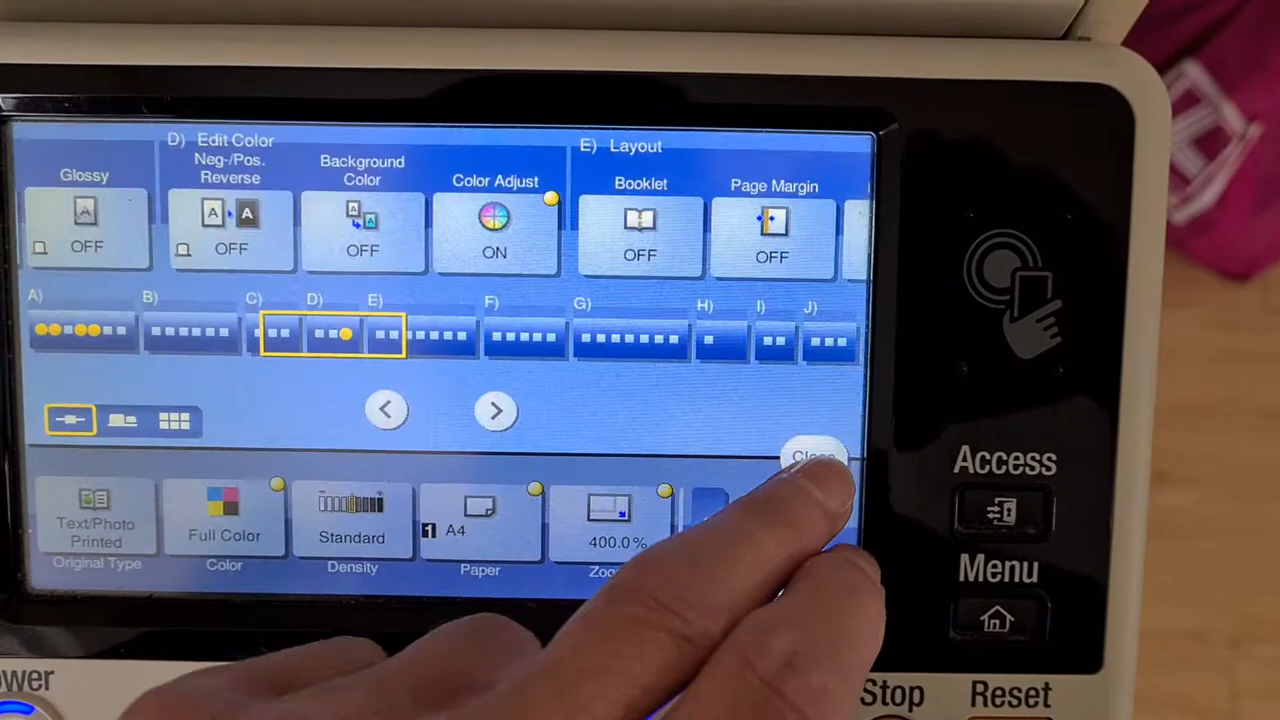 D) Edit Color
E) Layout
Glossy
Neg-/Pos.
Reverse
Background
Color
Color Adjust
Booklet
Page Margin
A A A
OFF
OFF
OFF
ON
OFF
OFF
A) B) C) D) E) F) G) H) I) J)
Text/Photo
Printed
Full Color
Standard
1 A4
400.0%
Original Type
Color
Density
Paper
Access
Menu
Stop
Reset